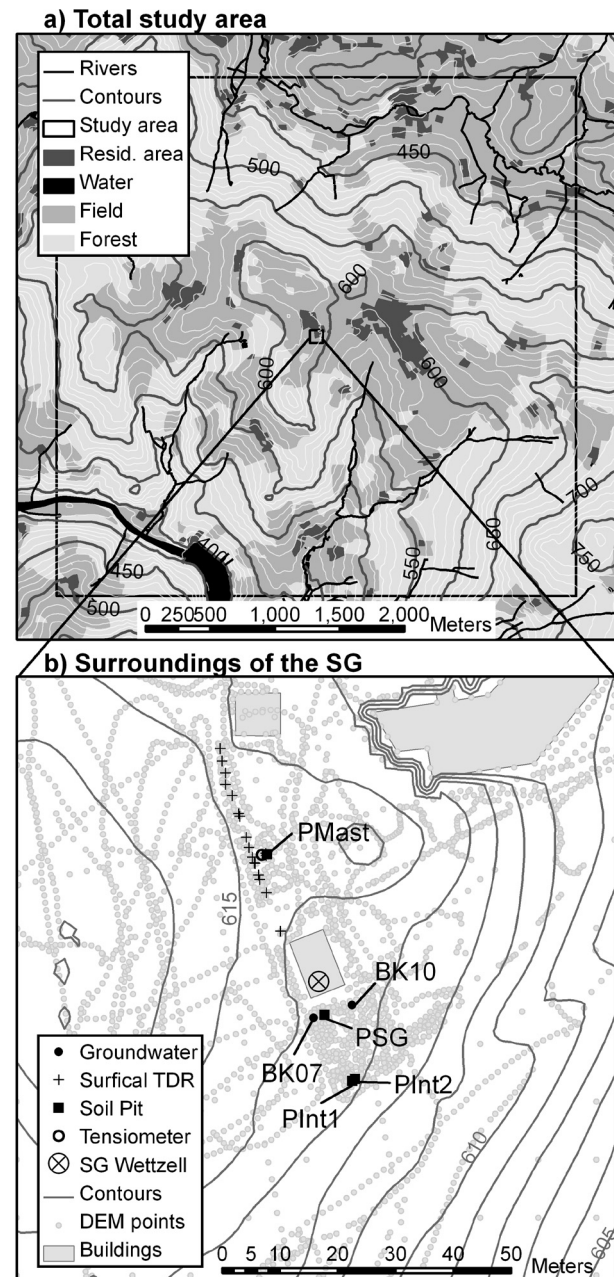 a) Total study area
Rivers
Contours
Study area
Resid. area
Water
Field
Forest
500
450
600
600
600
700
650
550
750
400
450
500
0 250500 1,000 1,500 2,000 Meters
b) Surroundings of the SG
PMast
615
BK10
PSG
BK07
PInt2
PInt1
610
605
Groundwater
Surfical TDR
Soil Pit
Tensiometer
SG Wettzell
Contours
DEM points
Buildings
0 5 10 20 30 40 50 Meters